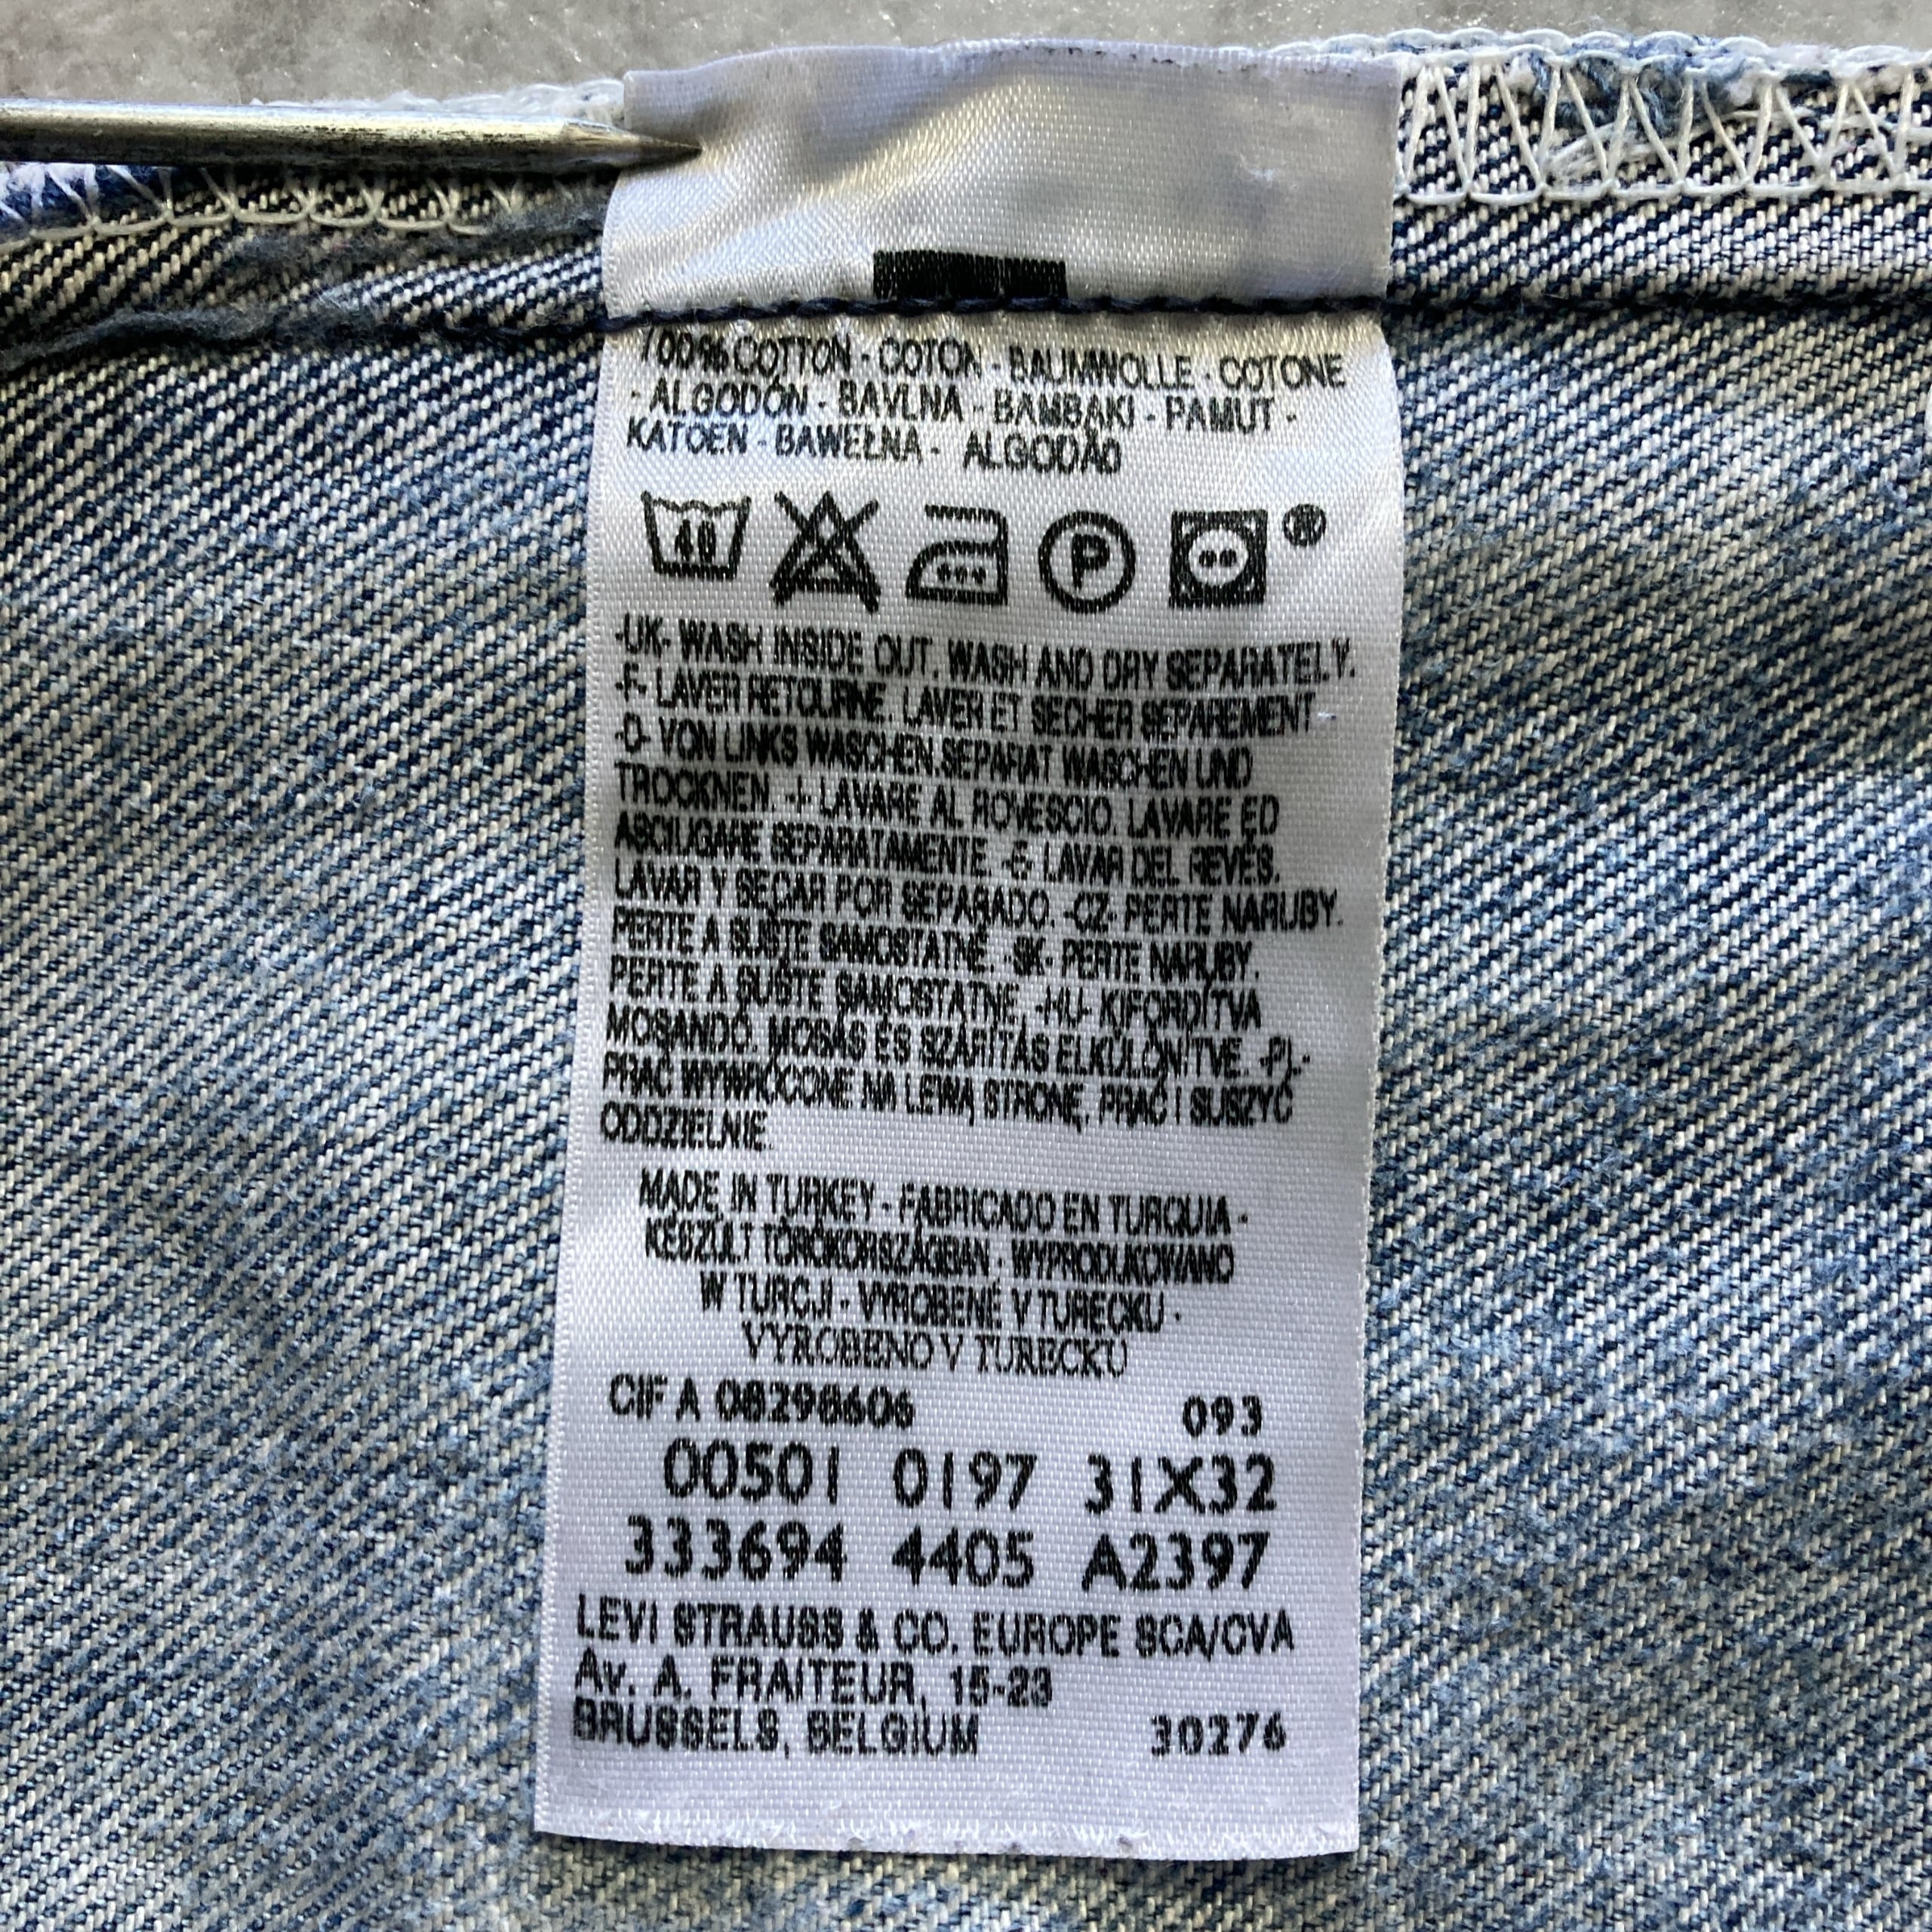 100% COTTON - COTON - BAUMWOLLE - COTONE
- ALGODÓN - BAVLNA - BAMBAKI - PAMUT -
KATOEN - BAWEŁNA - ALGODÃO
40
P
®
-UK- WASH INSIDE OUT. WASH AND DRY SEPARATELY.
-F- LAVER RETOURNE. LAVER ET SECHER SEPAREMENT.
-D- VON LINKS WASCHEN.SEPARAT WASCHEN UND
TROCKNEN. -I- LAVARE AL ROVESCIO. LAVARE ED
ASCIUGARE SEPARATAMENTE. -E- LAVAR DEL REVÉS.
LAVAR Y SECAR POR SEPARADO. -CZ- PERTE NARUBY.
PERTE A SUŠTE SAMOSTATNĚ. -SK- PERTE NARUBY.
PERTE A SUŠTE SAMOSTATNE. -HU- KIFORDÍTVA
MOSANDÓ. MOSÁS ÉS SZÁRÍTÁS ELKÜLÖNÍTVE. -PL-
PRAĆ WYWRÓCONE NA LEWĄ STRONĘ, PRAĆ I SUSZYĆ
ODDZIELNIE.
MADE IN TURKEY - FABRICADO EN TURQUIA -
KÉSZÜLT TÖRÖKORSZÁGBAN - WYPRODUKOWANO
W TURCJI - VYROBENÉ V TURECKU -
VYROBENO V TURECKU
CIF A 08298606 093
00501 0197 31X32
333694 4405 A2397
LEVI STRAUSS & CO. EUROPE SCA/CVA
Av. A. FRAITEUR, 15-23
BRUSSELS, BELGIUM 30276